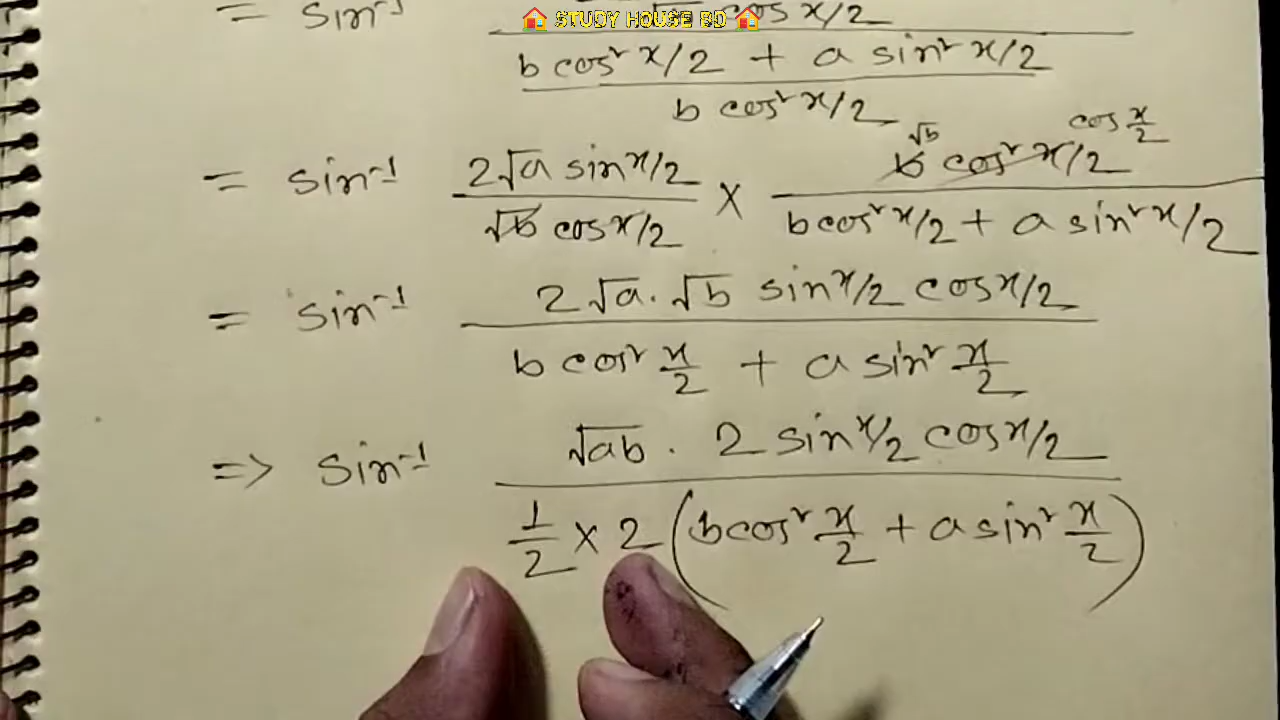 🏠 STUDY HOUSE BD 🏠
= sin⁻¹ cos x/2
b cos² x/2 + a sin² x/2
b cos² x/2
√b cos x/2
= sin⁻¹ 2√a sin x/2 × b cos² x/2
√b cos x/2 b cos² x/2 + a sin² x/2
= sin⁻¹ 2√a . √b sin x/2 cos x/2
b cos² x/2 + a sin² x/2
=> sin⁻¹ √ab . 2 sin x/2 cos x/2
1/2 × 2 (b cos² x/2 + a sin² x/2)